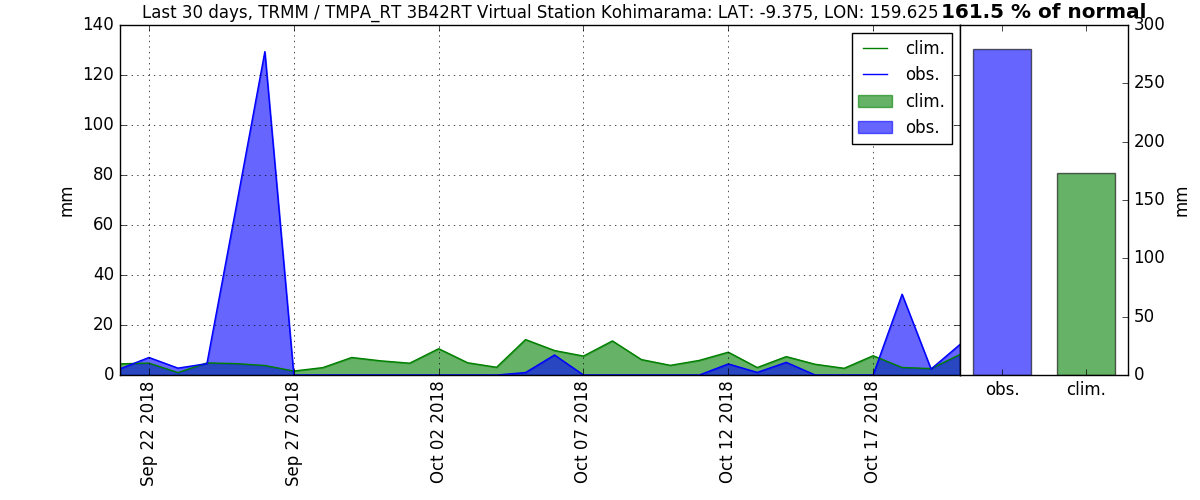 Last 30 days, TRMM / TMPA_RT 3B42RT Virtual Station Kohimarama: LAT: -9.375, LON: 159.625 161.5 % of normal
140
120
100
80
60
40
20
0
mm
clim.
obs.
clim.
obs.
Sep 22 2018
Sep 27 2018
Oct 02 2018
Oct 07 2018
Oct 12 2018
Oct 17 2018
300
250
200
150
100
50
0
mm
obs.
clim.